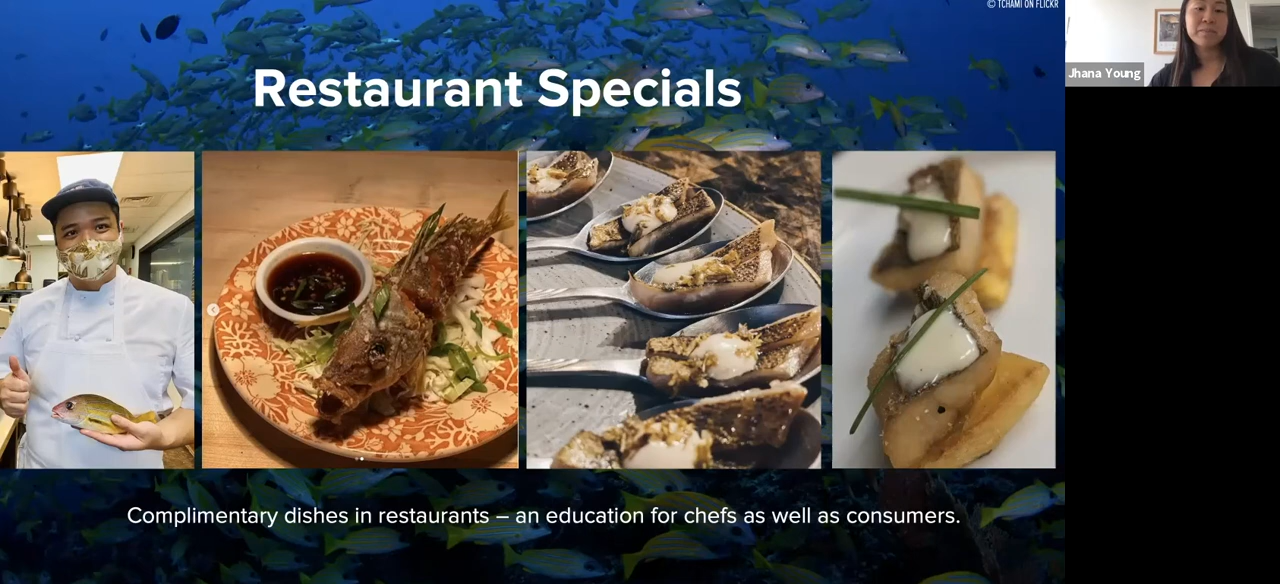 © TCHAMI ON FLICKR
Jhana Young
Restaurant Specials
Complimentary dishes in restaurants – an education for chefs as well as consumers.